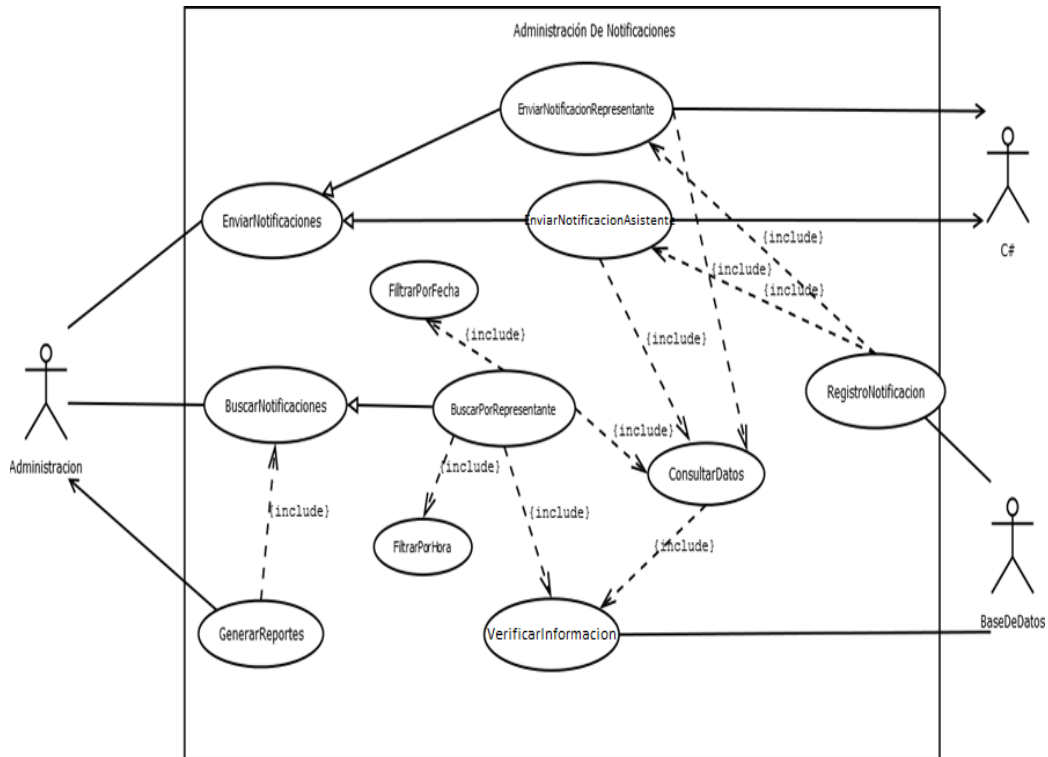 Administración De Notificaciones
EnviarNotificacionRepresentante
EnviarNotificaciones
EnviarNotificacionAsistente
{include}
C#
{include}
{include}
FiltrarPorFecha
{include}
{include}
RegistroNotificacion
BuscarNotificaciones
BuscarPorRepresentante
{include}
Administracion
{include}
ConsultarDatos
{include}
{include}
FiltrarPorHora
{include}
GenerarReportes
VerificarInformacion
BaseDeDatos